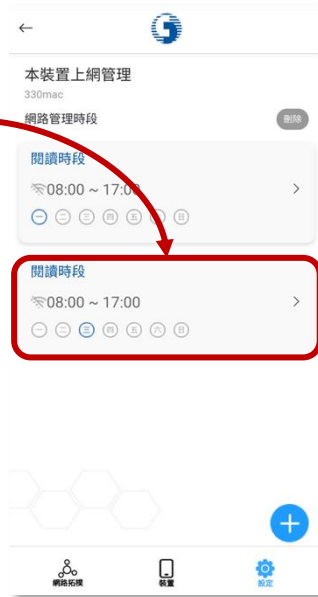 本裝置上網管理
330mac
網路管理時段 刪除
閱讀時段
08:00 ~ 17:00
一 二 三 四 五 六 日
閱讀時段
08:00 ~ 17:00
一 二 三 四 五 六 日
網路拓樸 裝置 設定